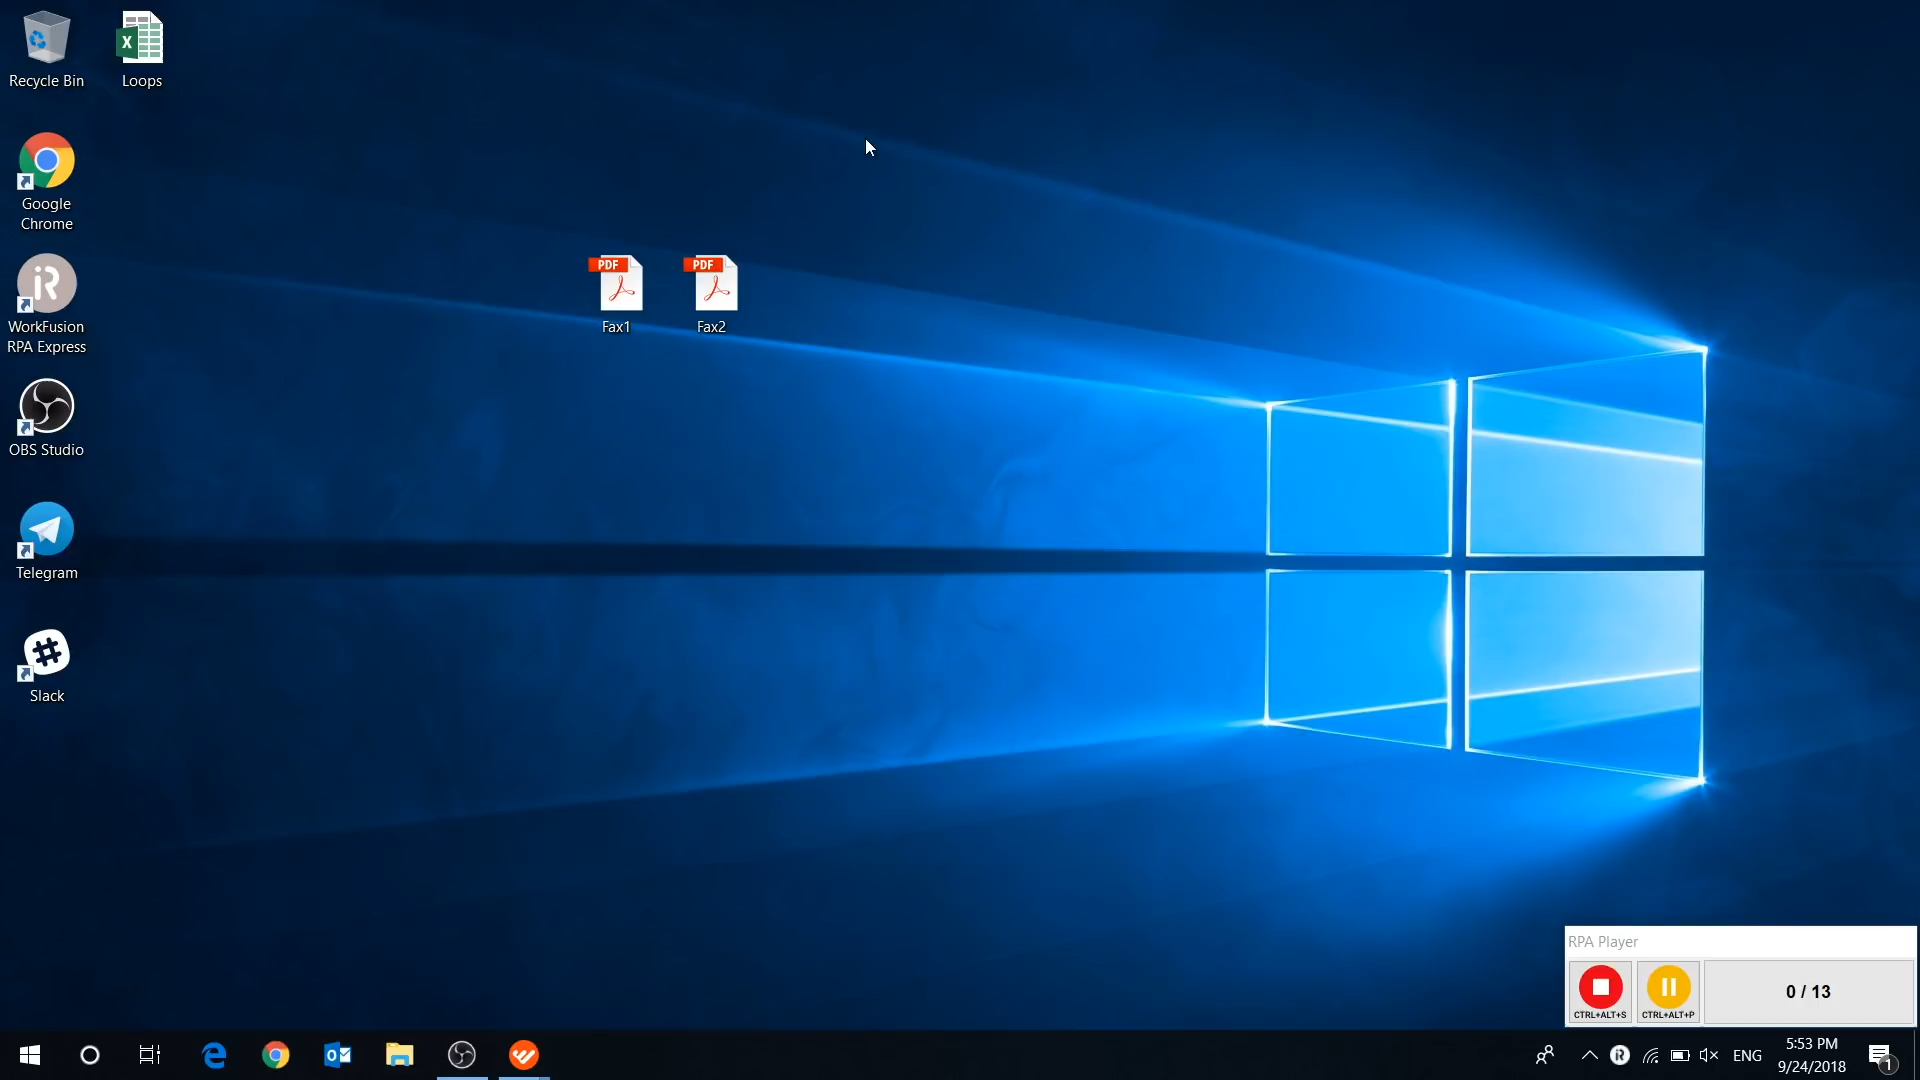 Recycle Bin
Loops
Google
Chrome
WorkFusion
RPA Express
OBS Studio
Telegram
Slack
PDF
Fax1
PDF
Fax2
RPA Player
CTRL+ALT+S
CTRL+ALT+P
0 / 13
ENG
5:53 PM
9/24/2018
1